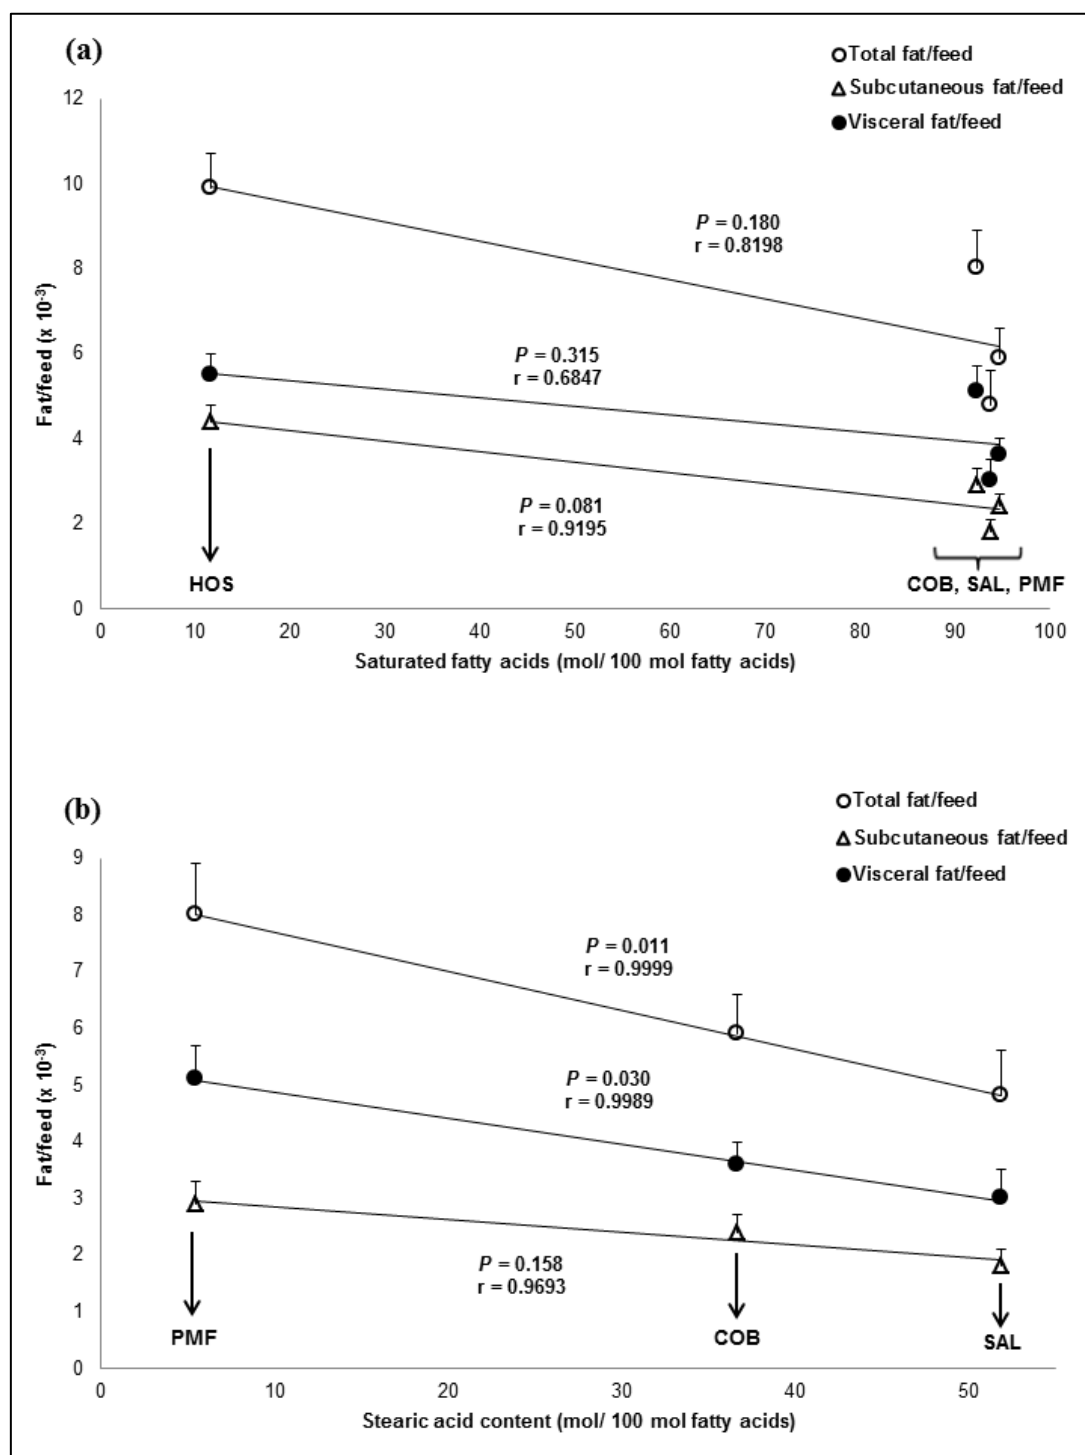 (a)
Total fat/feed
Subcutaneous fat/feed
Visceral fat/feed
12
10
8
6
4
2
0
Fat/feed (x 10⁻³)
P = 0.180
r = 0.8198
P = 0.315
r = 0.6847
P = 0.081
r = 0.9195
HOS
COB, SAL, PMF
0 10 20 30 40 50 60 70 80 90 100
Saturated fatty acids (mol/ 100 mol fatty acids)
(b)
Total fat/feed
Subcutaneous fat/feed
Visceral fat/feed
9
8
7
6
5
4
3
2
1
0
Fat/feed (x 10⁻³)
P = 0.011
r = 0.9999
P = 0.030
r = 0.9989
P = 0.158
r = 0.9693
PMF
COB
SAL
0 10 20 30 40 50
Stearic acid content (mol/ 100 mol fatty acids)